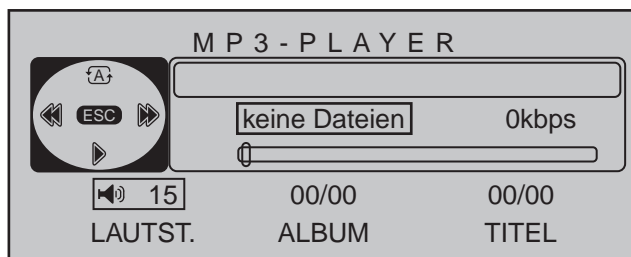 MP3-PLAYER
A
ESC
keine Dateien 0kbps
15 00/00 00/00
LAUTST. ALBUM TITEL